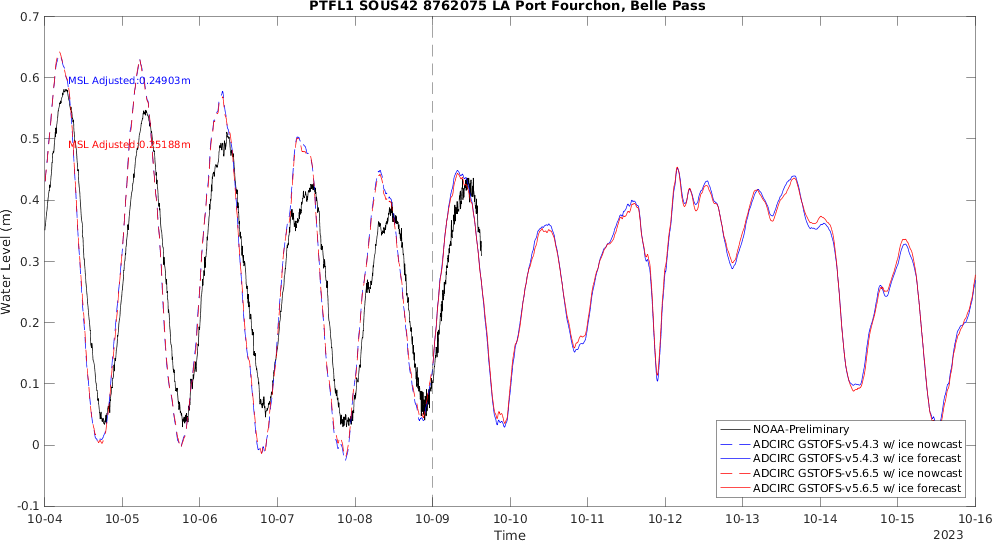 PTFL1 SOUS42 8762075 LA Port Fourchon, Belle Pass
0.7
0.6
0.5
0.4
0.3
0.2
0.1
0
-0.1
Water Level (m)
MSL Adjusted:0.24903m
MSL Adjusted:0.25188m
NOAA-Preliminary
ADCIRC GSTOFS-v5.4.3 w/ ice nowcast
ADCIRC GSTOFS-v5.4.3 w/ ice forecast
ADCIRC GSTOFS-v5.6.5 w/ ice nowcast
ADCIRC GSTOFS-v5.6.5 w/ ice forecast
10-04 10-05 10-06 10-07 10-08 10-09 10-10 10-11 10-12 10-13 10-14 10-15 10-16
Time
2023